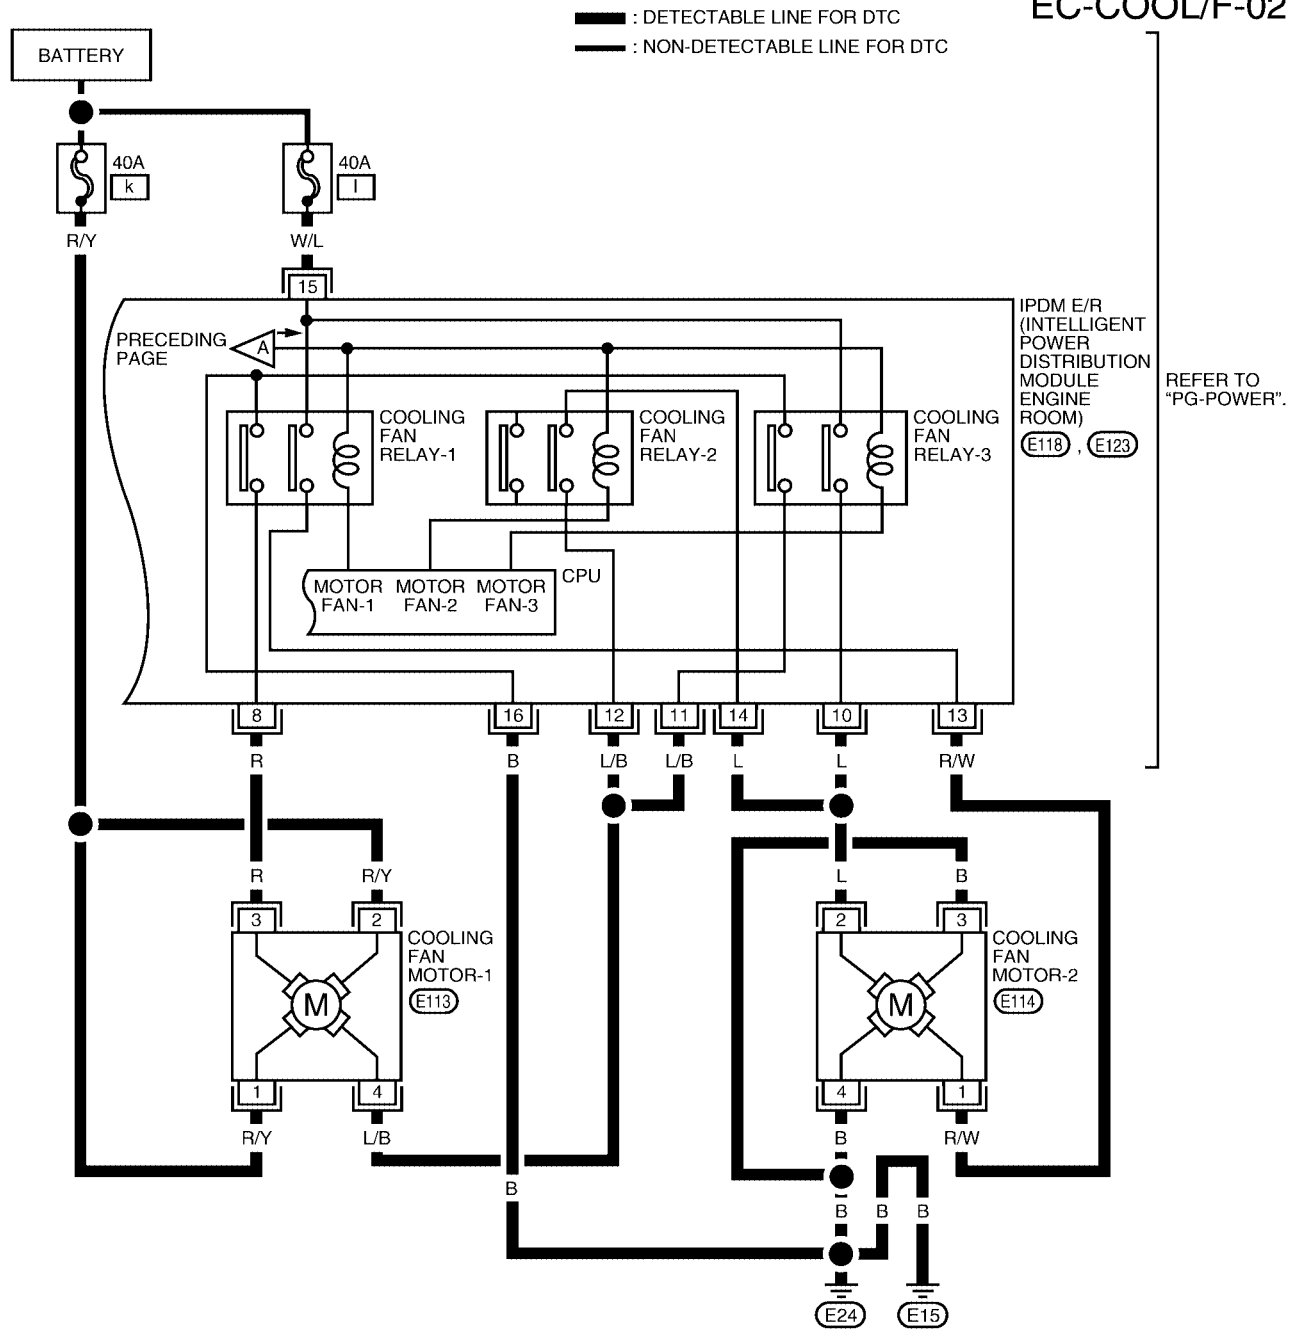 EC-COOL/F-02
: DETECTABLE LINE FOR DTC
: NON-DETECTABLE LINE FOR DTC
BATTERY
40A
k
40A
l
R/Y
W/L
15
PRECEDING
PAGE
A
IPDM E/R
(INTELLIGENT
POWER
DISTRIBUTION
MODULE
ENGINE
ROOM)
E118 , E123
REFER TO
“PG-POWER”.
COOLING
FAN
RELAY-1
COOLING
FAN
RELAY-2
COOLING
FAN
RELAY-3
CPU
MOTOR
FAN-1
MOTOR
FAN-2
MOTOR
FAN-3
8 16 12 11 14 10 13
R B L/B L/B L L R/W
R R/Y L B
3 2 2 3
COOLING
FAN
MOTOR-1
E113
M
COOLING
FAN
MOTOR-2
E114
M
1 4 4 1
R/Y L/B B R/W
B B B B
E24 E15